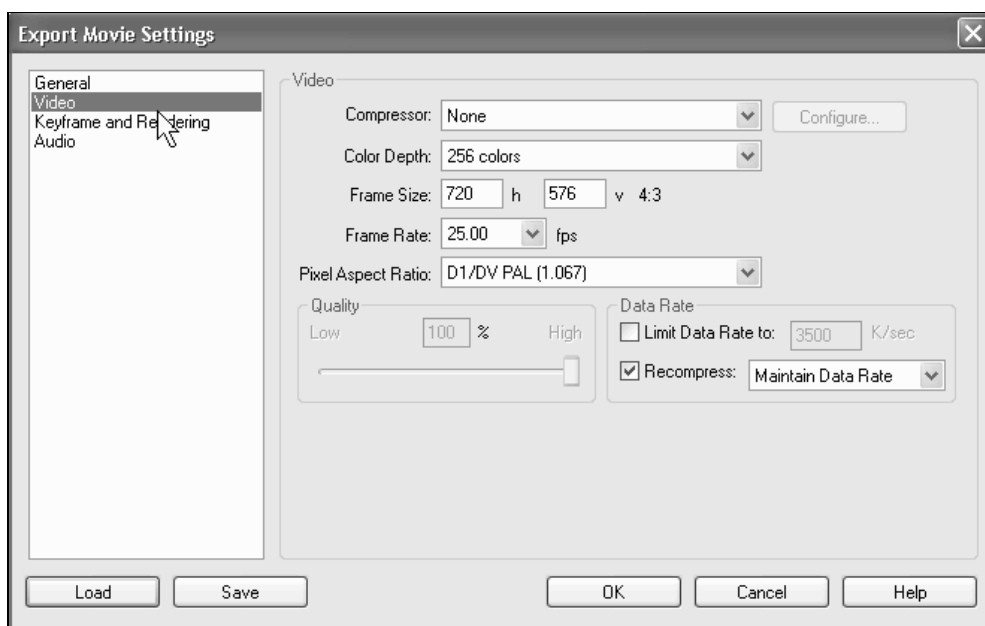 Export Movie Settings
General
Video
Keyframe and Rendering
Audio
Video
Compressor: None Configure...
Color Depth: 256 colors
Frame Size: 720 h 576 v 4:3
Frame Rate: 25.00 fps
Pixel Aspect Ratio: D1/DV PAL (1.067)
Quality
Low 100 % High
Data Rate
Limit Data Rate to: 3500 K/sec
Recompress: Maintain Data Rate
Load Save OK Cancel Help